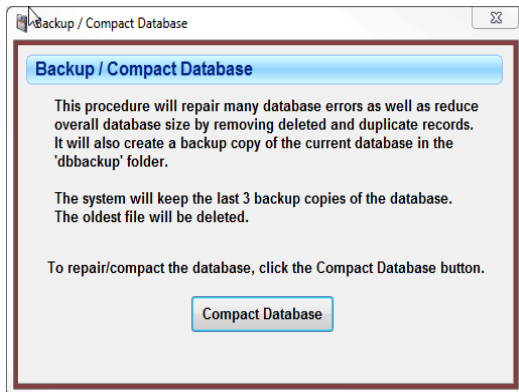 Backup / Compact Database
Backup / Compact Database
This procedure will repair many database errors as well as reduce
overall database size by removing deleted and duplicate records.
It will also create a backup copy of the current database in the
'dbbackup' folder.
The system will keep the last 3 backup copies of the database.
The oldest file will be deleted.
To repair/compact the database, click the Compact Database button.
Compact Database